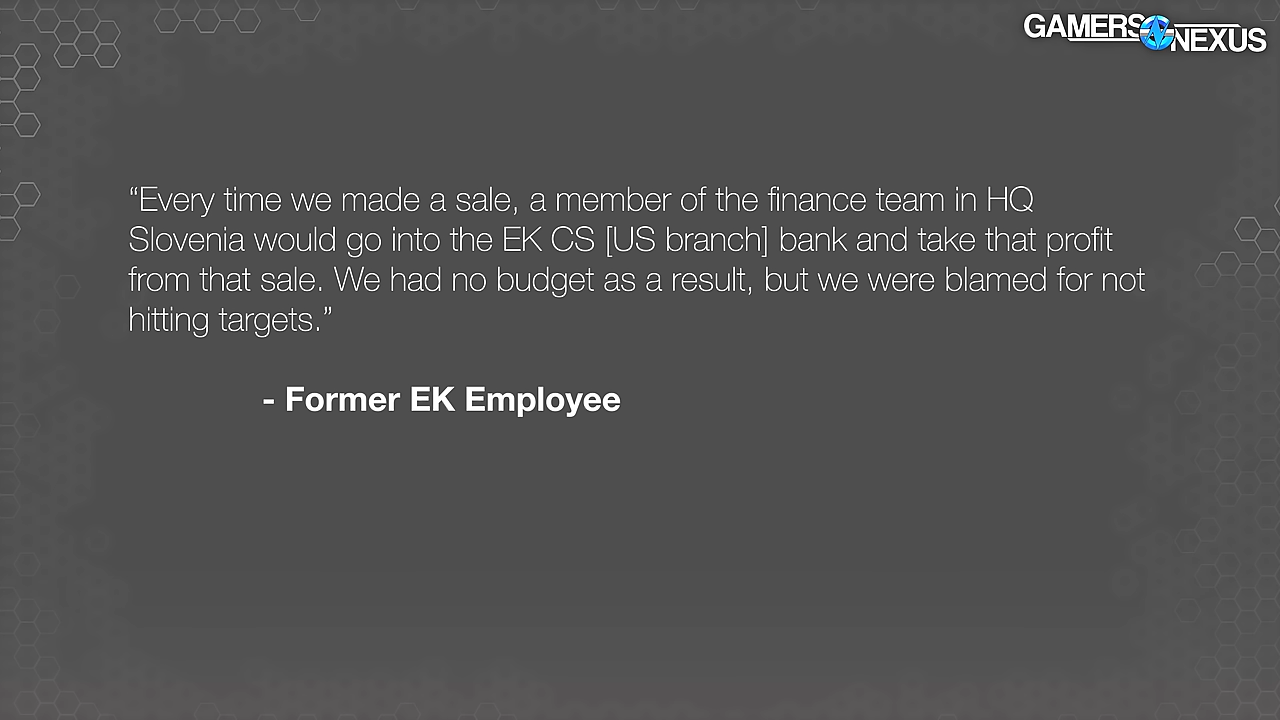 GAMERS NEXUS
“Every time we made a sale, a member of the finance team in HQ
Slovenia would go into the EK CS [US branch] bank and take that profit
from that sale. We had no budget as a result, but we were blamed for not
hitting targets.”
- Former EK Employee